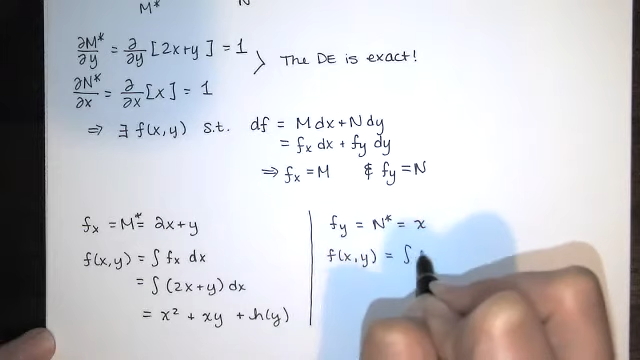 M* N
∂M*/∂y = ∂/∂y [2x+y] = 1
The DE is exact!
∂N*/∂x = ∂/∂x [x] = 1
⇒ ∃ f(x,y) s.t. df = M dx + N dy
= fx dx + fy dy
⇒ fx = M & fy = N
fx = M* = 2x+y
f(x,y) = ∫ fx dx
= ∫ (2x+y) dx
= x² + xy + h(y)
fy = N* = x
f(x,y) = ∫